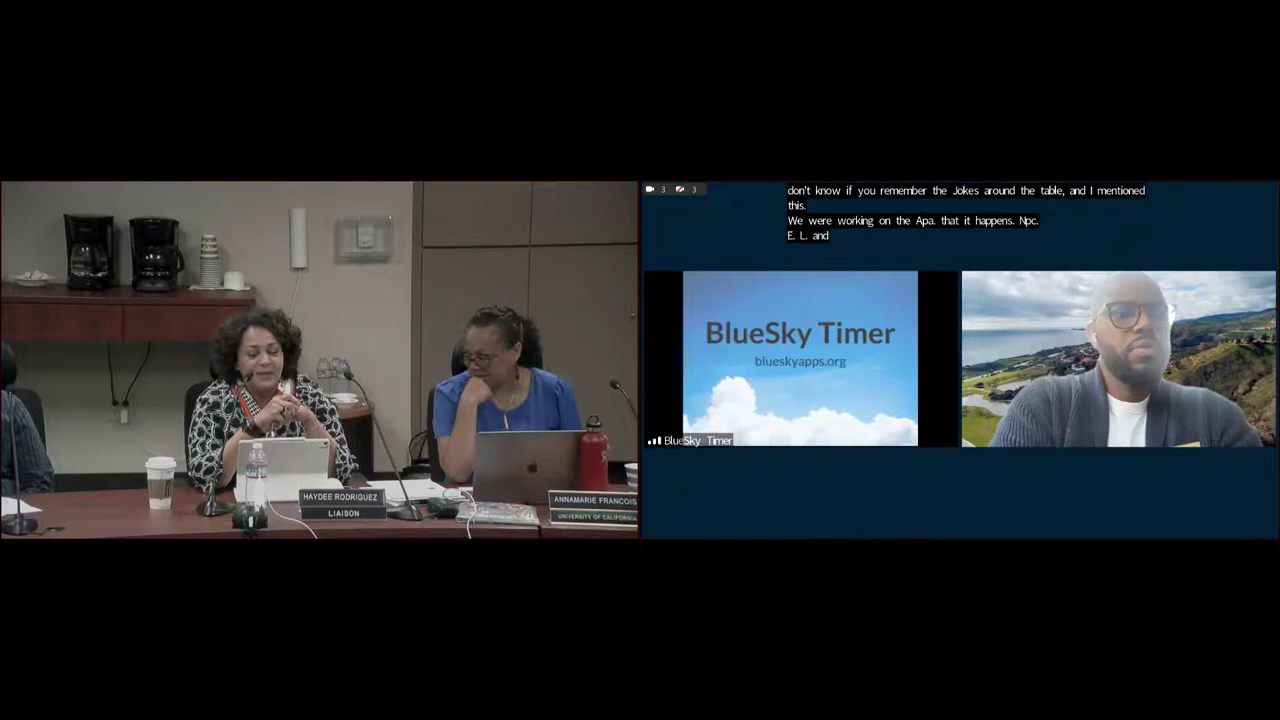 HAYDEE RODRIGUEZ
LIAISON
ANNAMARIE FRANCOIS
UNIVERSITY OF CALIFORNIA
3 3
don't know if you remember the Jokes around the table, and I mentioned
this.
We were working on the Apa. that it happens. Npc.
E. L. and
BlueSky Timer
blueskyapps.org
BlueSky Timer